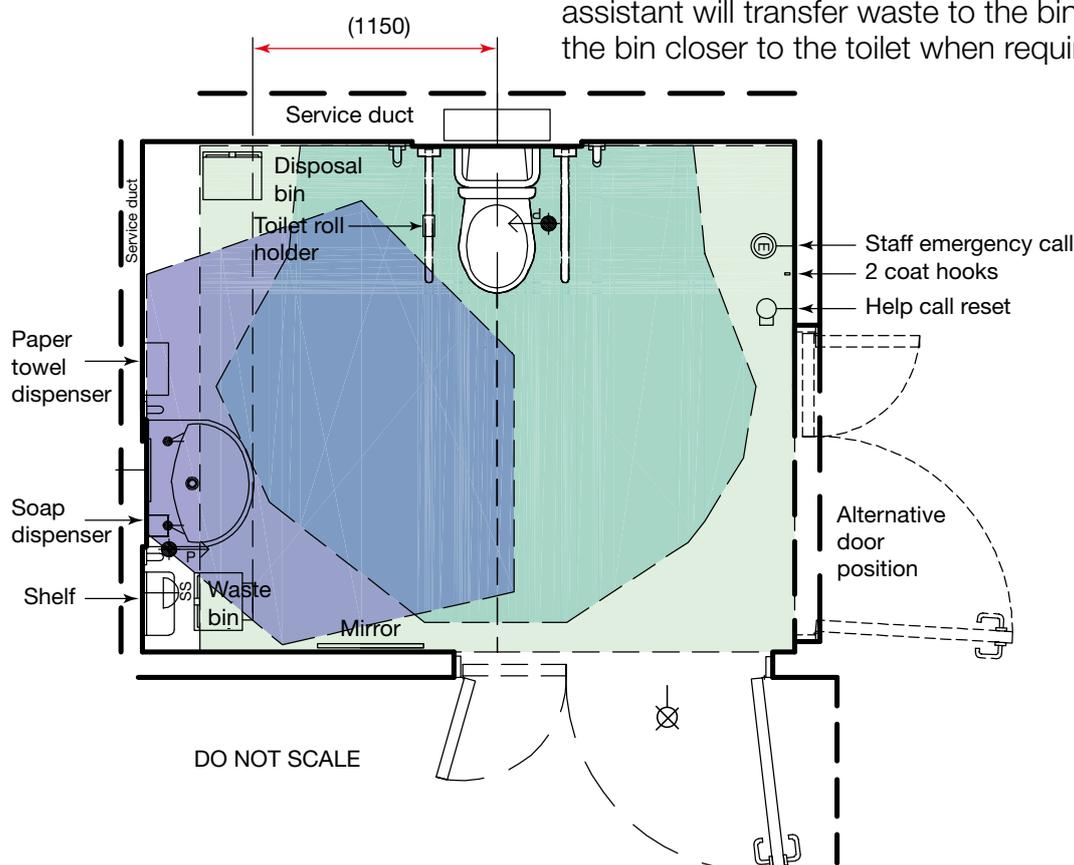 assistant will transfer waste to the bin
the bin closer to the toilet when requi
(1150)
Service duct
Service duct
Disposal
bin
Toilet roll
holder
P
E
Staff emergency call
2 coat hooks
Help call reset
Paper
towel
dispenser
Soap
dispenser
P
Shelf
SS
Waste
bin
Mirror
Alternative
door
position
DO NOT SCALE